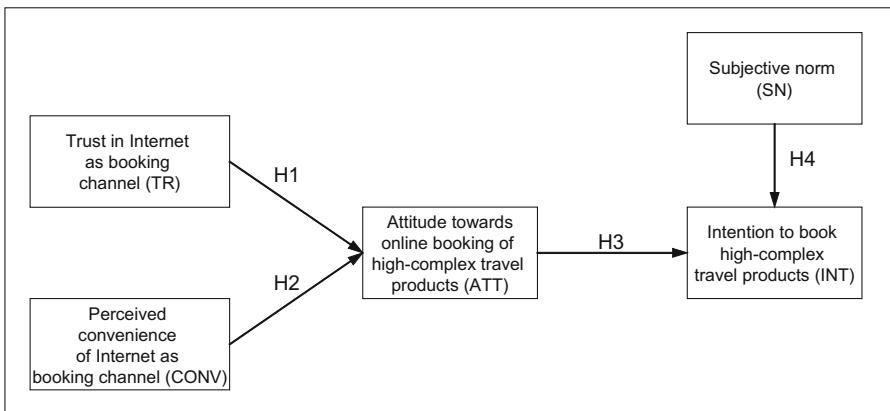 Subjective norm
(SN)
Trust in Internet
as booking
channel (TR)
H1
H4
Attitude towards
online booking of
high-complex travel
products (ATT)
H3
Intention to book
high-complex
travel products (INT)
H2
Perceived
convenience
of Internet as
booking channel (CONV)